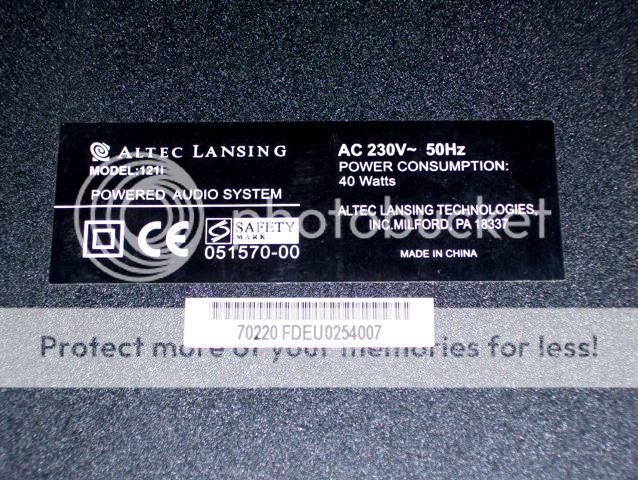 ALTEC LANSING
MODEL:121i
POWERED AUDIO SYSTEM
CE
S SAFETY
MARK
051570-00
AC 230V~ 50Hz
POWER CONSUMPTION:
40 Watts
ALTEC LANSING TECHNOLOGIES,
INC.MILFORD, PA 18337
MADE IN CHINA
photobucket
70220 FDEU0254007
Protect more of your memories for less!